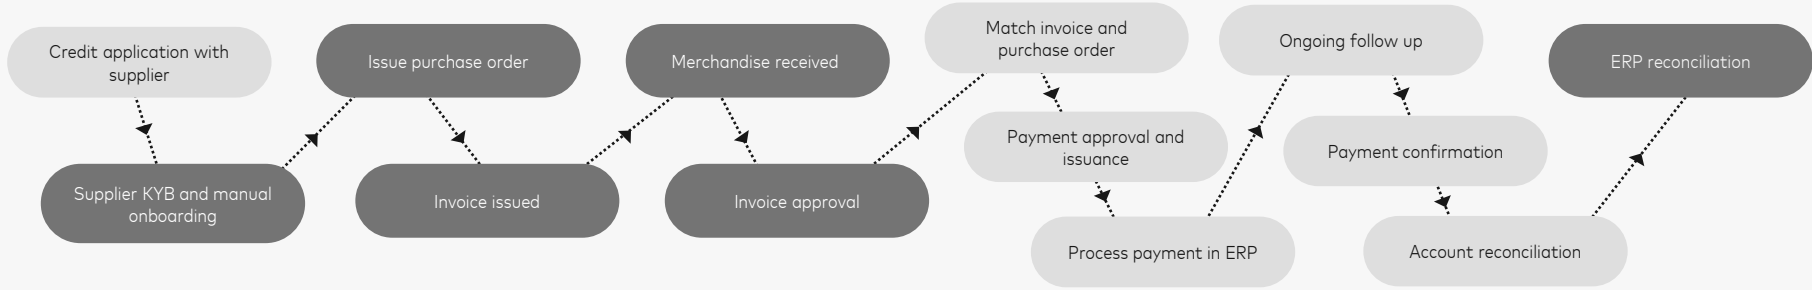 Credit application with
supplier
Supplier KYB and manual
onboarding
Issue purchase order
Invoice issued
Merchandise received
Invoice approval
Match invoice and
purchase order
Payment approval and
issuance
Process payment in ERP
Ongoing follow up
Payment confirmation
Account reconciliation
ERP reconciliation